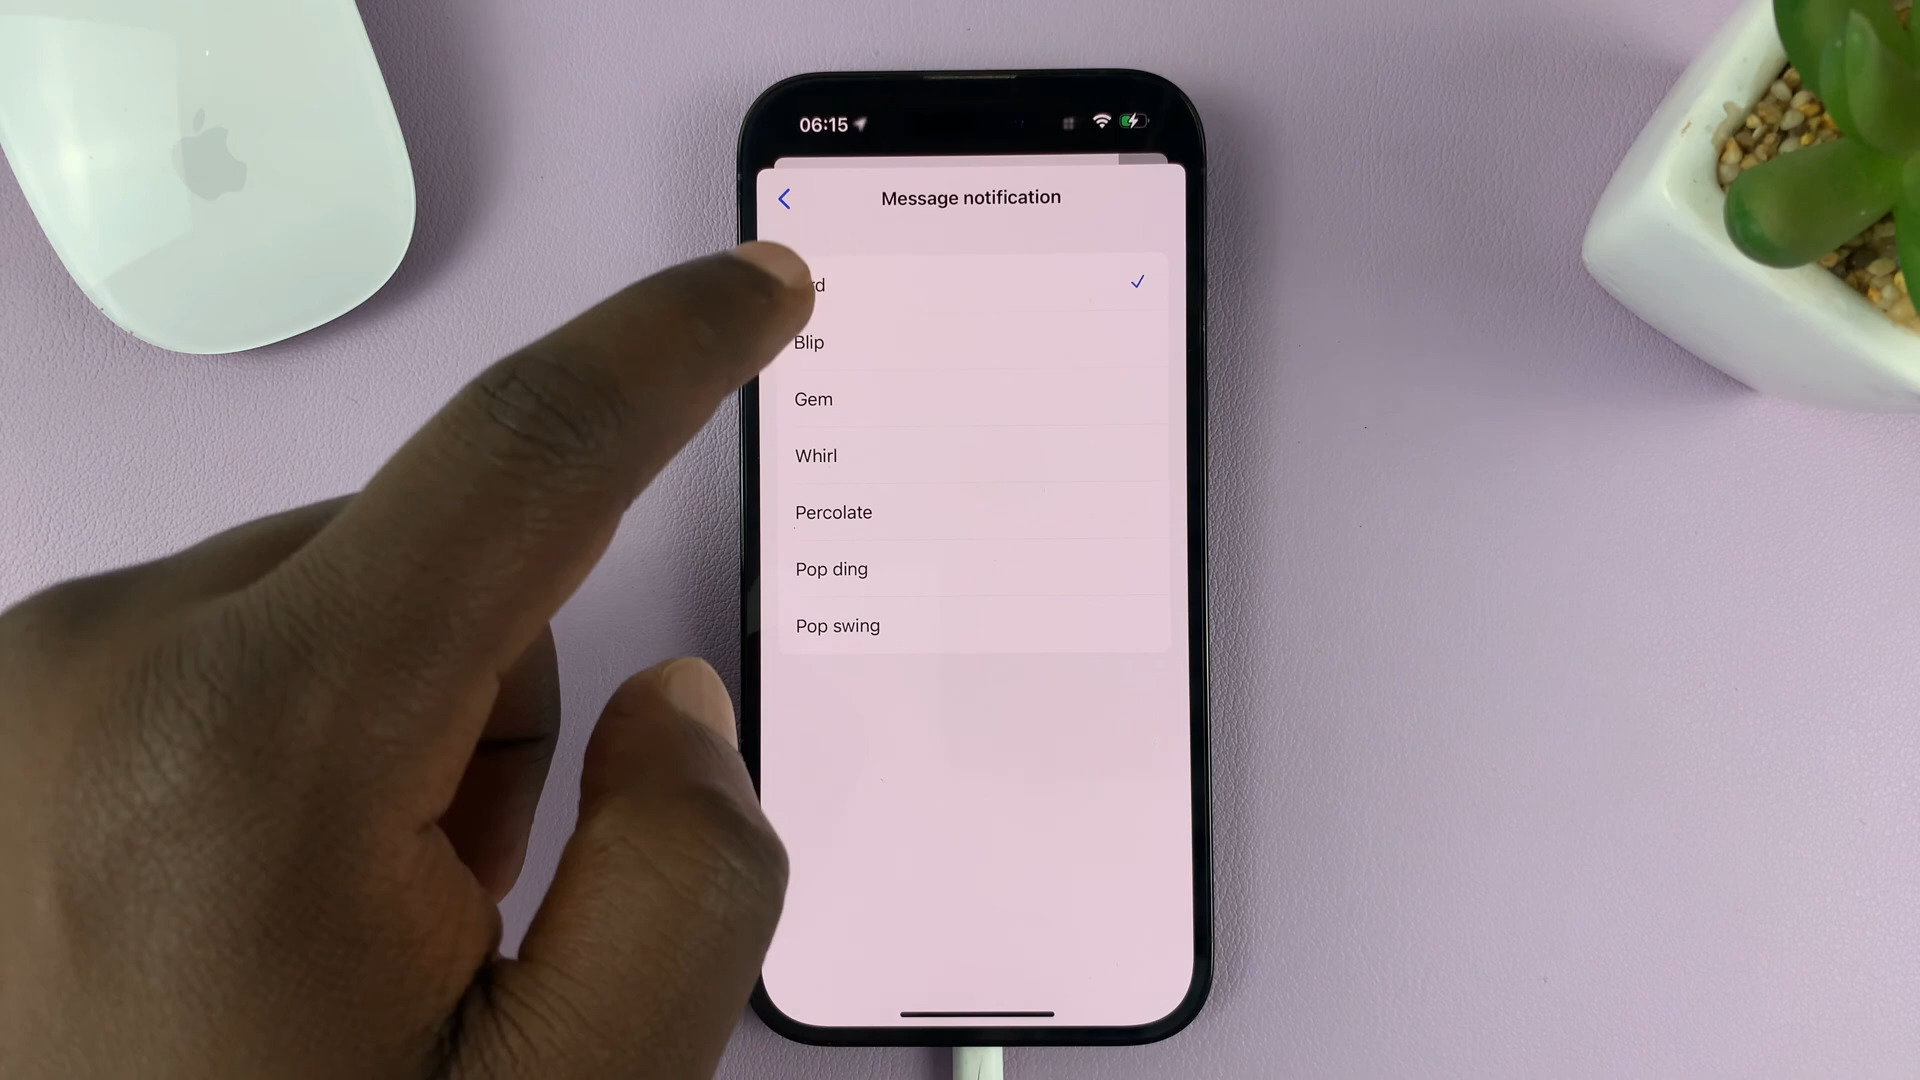 06:15
Message notification
Blip
Gem
Whirl
Percolate
Pop ding
Pop swing